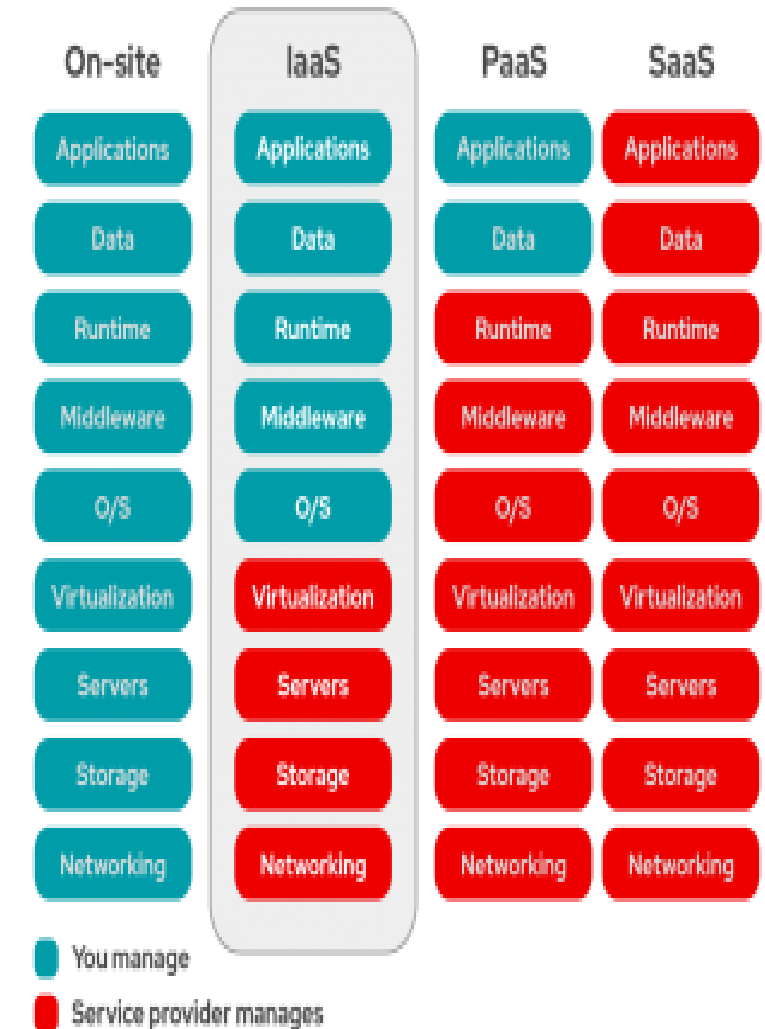 On-site IaaS PaaS SaaS
Applications Applications Applications Applications
Data Data Data Data
Runtime Runtime Runtime Runtime
Middleware Middleware Middleware Middleware
O/S O/S O/S O/S
Virtualization Virtualization Virtualization Virtualization
Servers Servers Servers Servers
Storage Storage Storage Storage
Networking Networking Networking Networking
You manage
Service provider manages